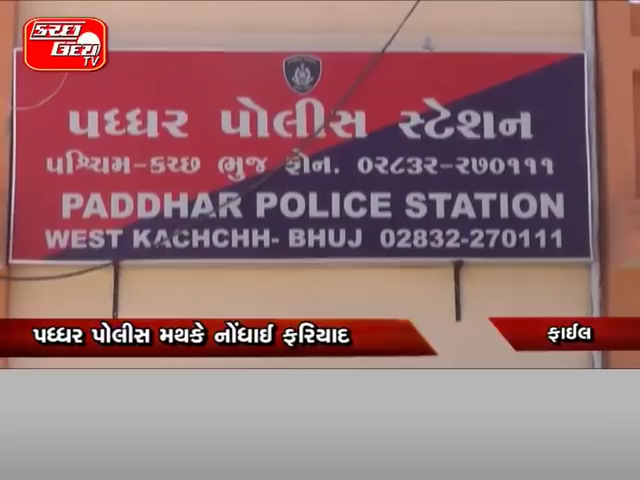 કચ્છ
ઉદય
TV
પધ્ધર પોલીસ સ્ટેશન
પશ્ચિમ-કચ્છ ભુજ ફોન. ૦૨૮૩૨-૨૭૦૧૧૧
PADDHAR POLICE STATION
WEST KACHCHH- BHUJ 02832-270111
પધ્ધર પોલીસ મથકે નોંધાઈ ફરિયાદ
ફાઈલ